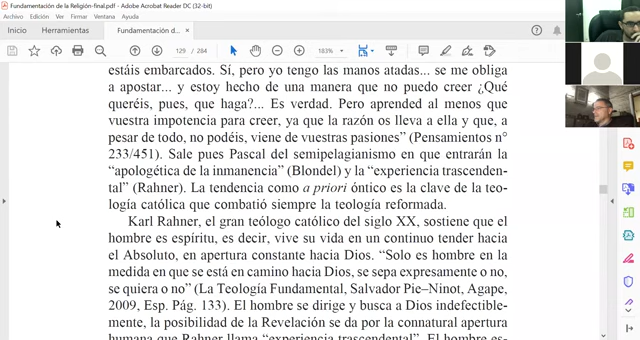 Fundamentación de la Religión-final.pdf - Adobe Acrobat Reader DC (32-bit)
Archivo Edición Ver Firmar Ventana Ayuda
Inicio Herramientas Fundamentación d... ×
129 / 284 183%
estáis embarcados. Sí, pero yo tengo las manos atadas... se me obliga
a apostar... y estoy hecho de una manera que no puedo creer ¿Qué
queréis, pues, que haga?... Es verdad. Pero aprended al menos que
vuestra impotencia para creer, ya que la razón os lleva a ella y que, a
pesar de todo, no podéis, viene de vuestras pasiones” (Pensamientos n°
233/451). Sale pues Pascal del semipelagianismo en que entrarán la
“apologética de la inmanencia” (Blondel) y la “experiencia trascenden-
tal” (Rahner). La tendencia como a priori óntico es la clave de la teo-
logía católica que combatió siempre la teología reformada.
Karl Rahner, el gran teólogo católico del siglo XX, sostiene que el
hombre es espíritu, es decir, vive su vida en un continuo tender hacia
el Absoluto, en apertura constante hacia Dios. “Solo es hombre en la
medida en que se está en camino hacia Dios, se sepa expresamente o no,
se quiera o no” (La Teología Fundamental, Salvador Pie–Ninot, Agape,
2009, Esp. Pág. 133). El hombre se dirige y busca a Dios indefectible-
mente, la posibilidad de la Revelación se da por la connatural apertura
humana que Rahner llama “experiencia trascendental”. El hombre es-